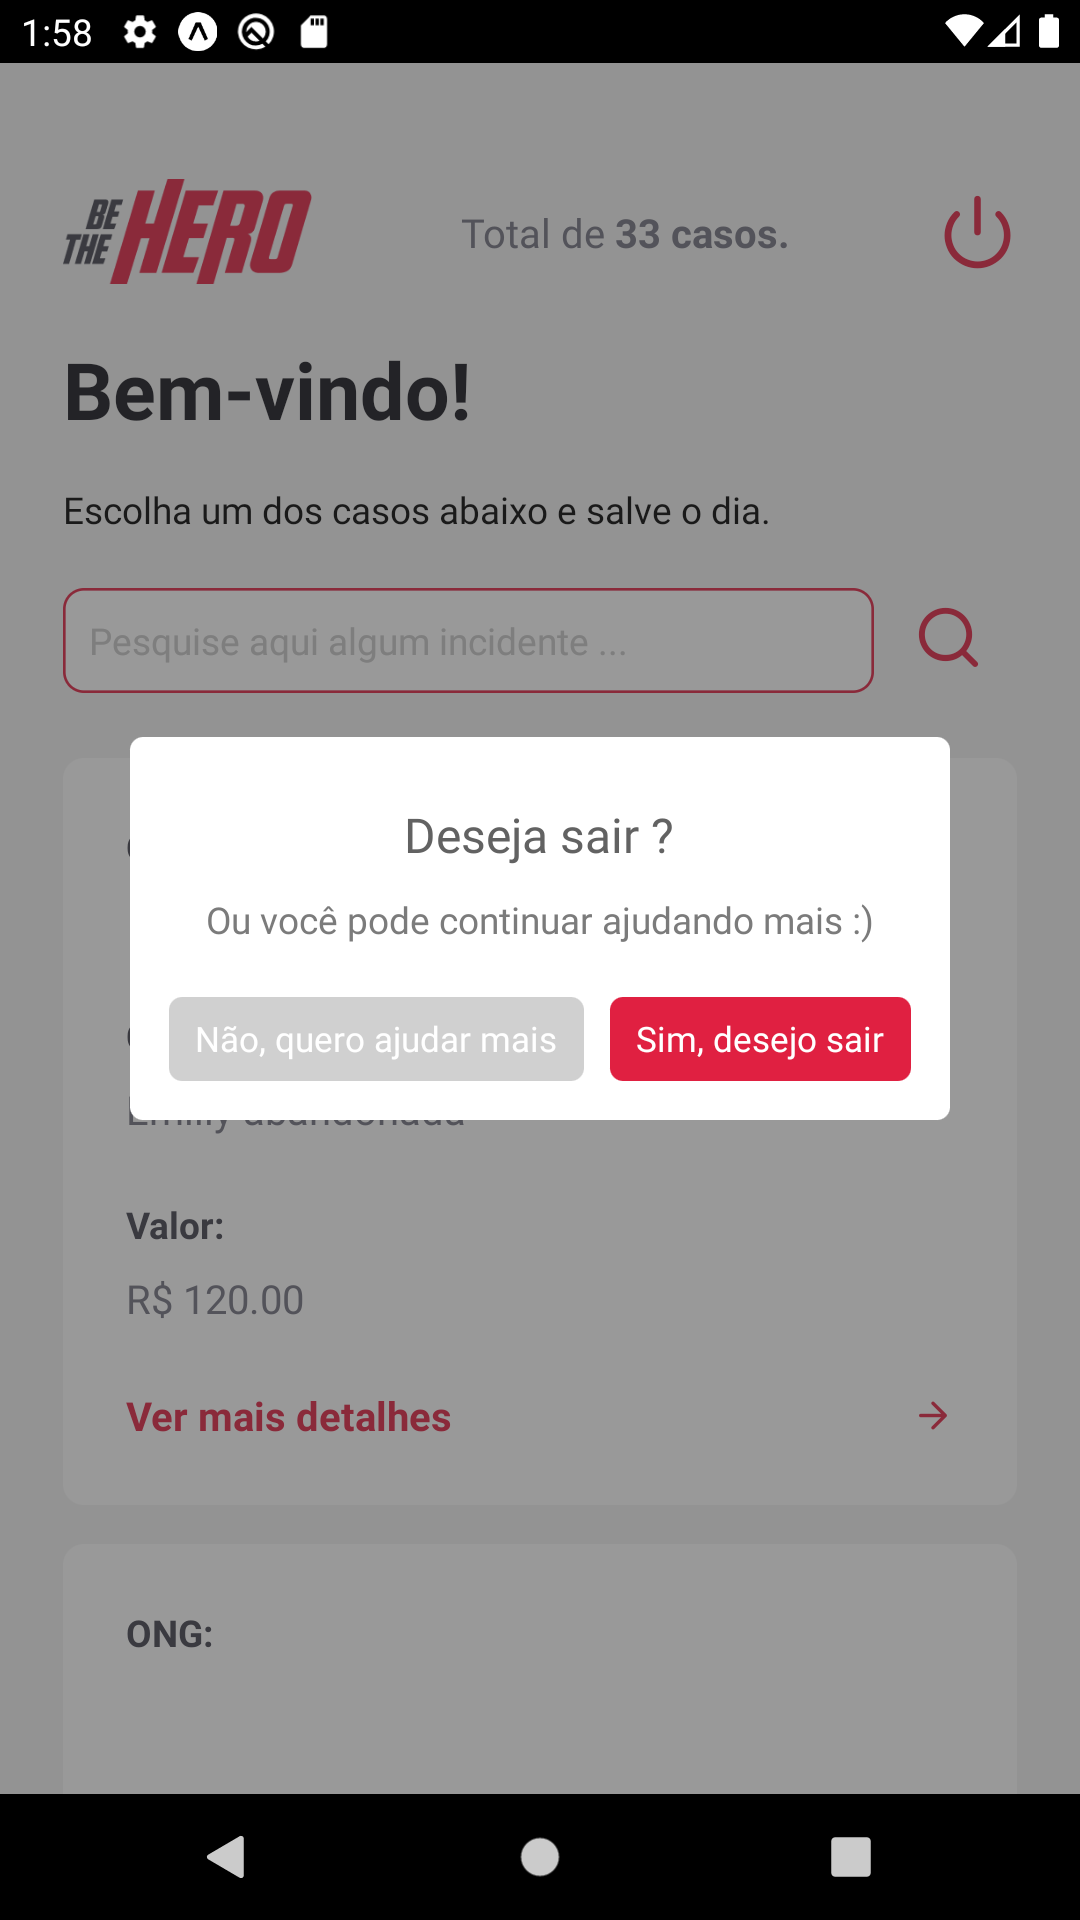 1:58
BE THE HERO
Total de 33 casos.
Bem-vindo!
Escolha um dos casos abaixo e salve o dia.
Pesquise aqui algum incidente ...
Deseja sair ?
Ou você pode continuar ajudando mais :)
Não, quero ajudar mais
Sim, desejo sair
abandonada
Valor:
R$ 120.00
Ver mais detalhes
ONG: